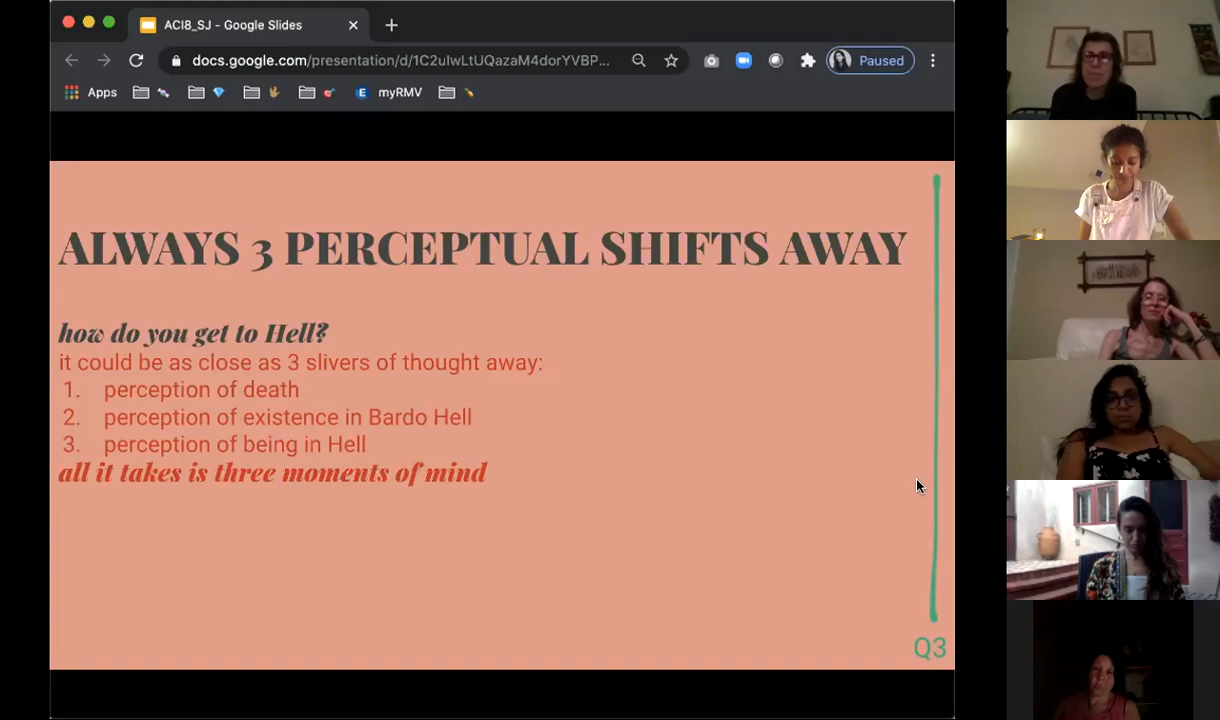 ACI8_SJ - Google Slides
docs.google.com/presentation/d/1C2ulwLtUQazaM4dorYVBP...
Paused
Apps
E myRMV
ALWAYS 3 PERCEPTUAL SHIFTS AWAY
how do you get to Hell?
it could be as close as 3 slivers of thought away:
1. perception of death
2. perception of existence in Bardo Hell
3. perception of being in Hell
all it takes is three moments of mind
Q3